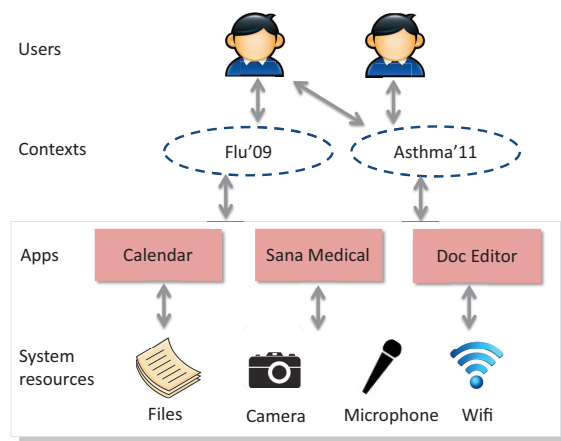 Users
Contexts
Flu’09
Asthma’11
Apps
Calendar
Sana Medical
Doc Editor
System
resources
Files
Camera
Microphone
Wifi